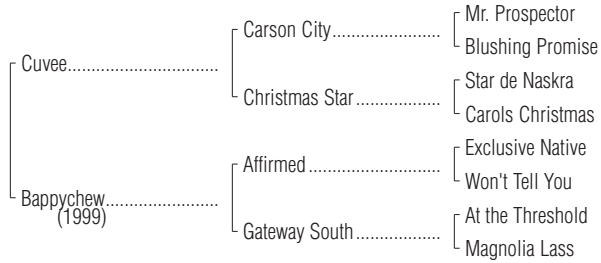 Mr. Prospector
Carson City
Blushing Promise
Cuvee
Star de Naskra
Christmas Star
Carols Christmas
Exclusive Native
Affirmed
Won't Tell You
Bappychew
(1999)
At the Threshold
Gateway South
Magnolia Lass